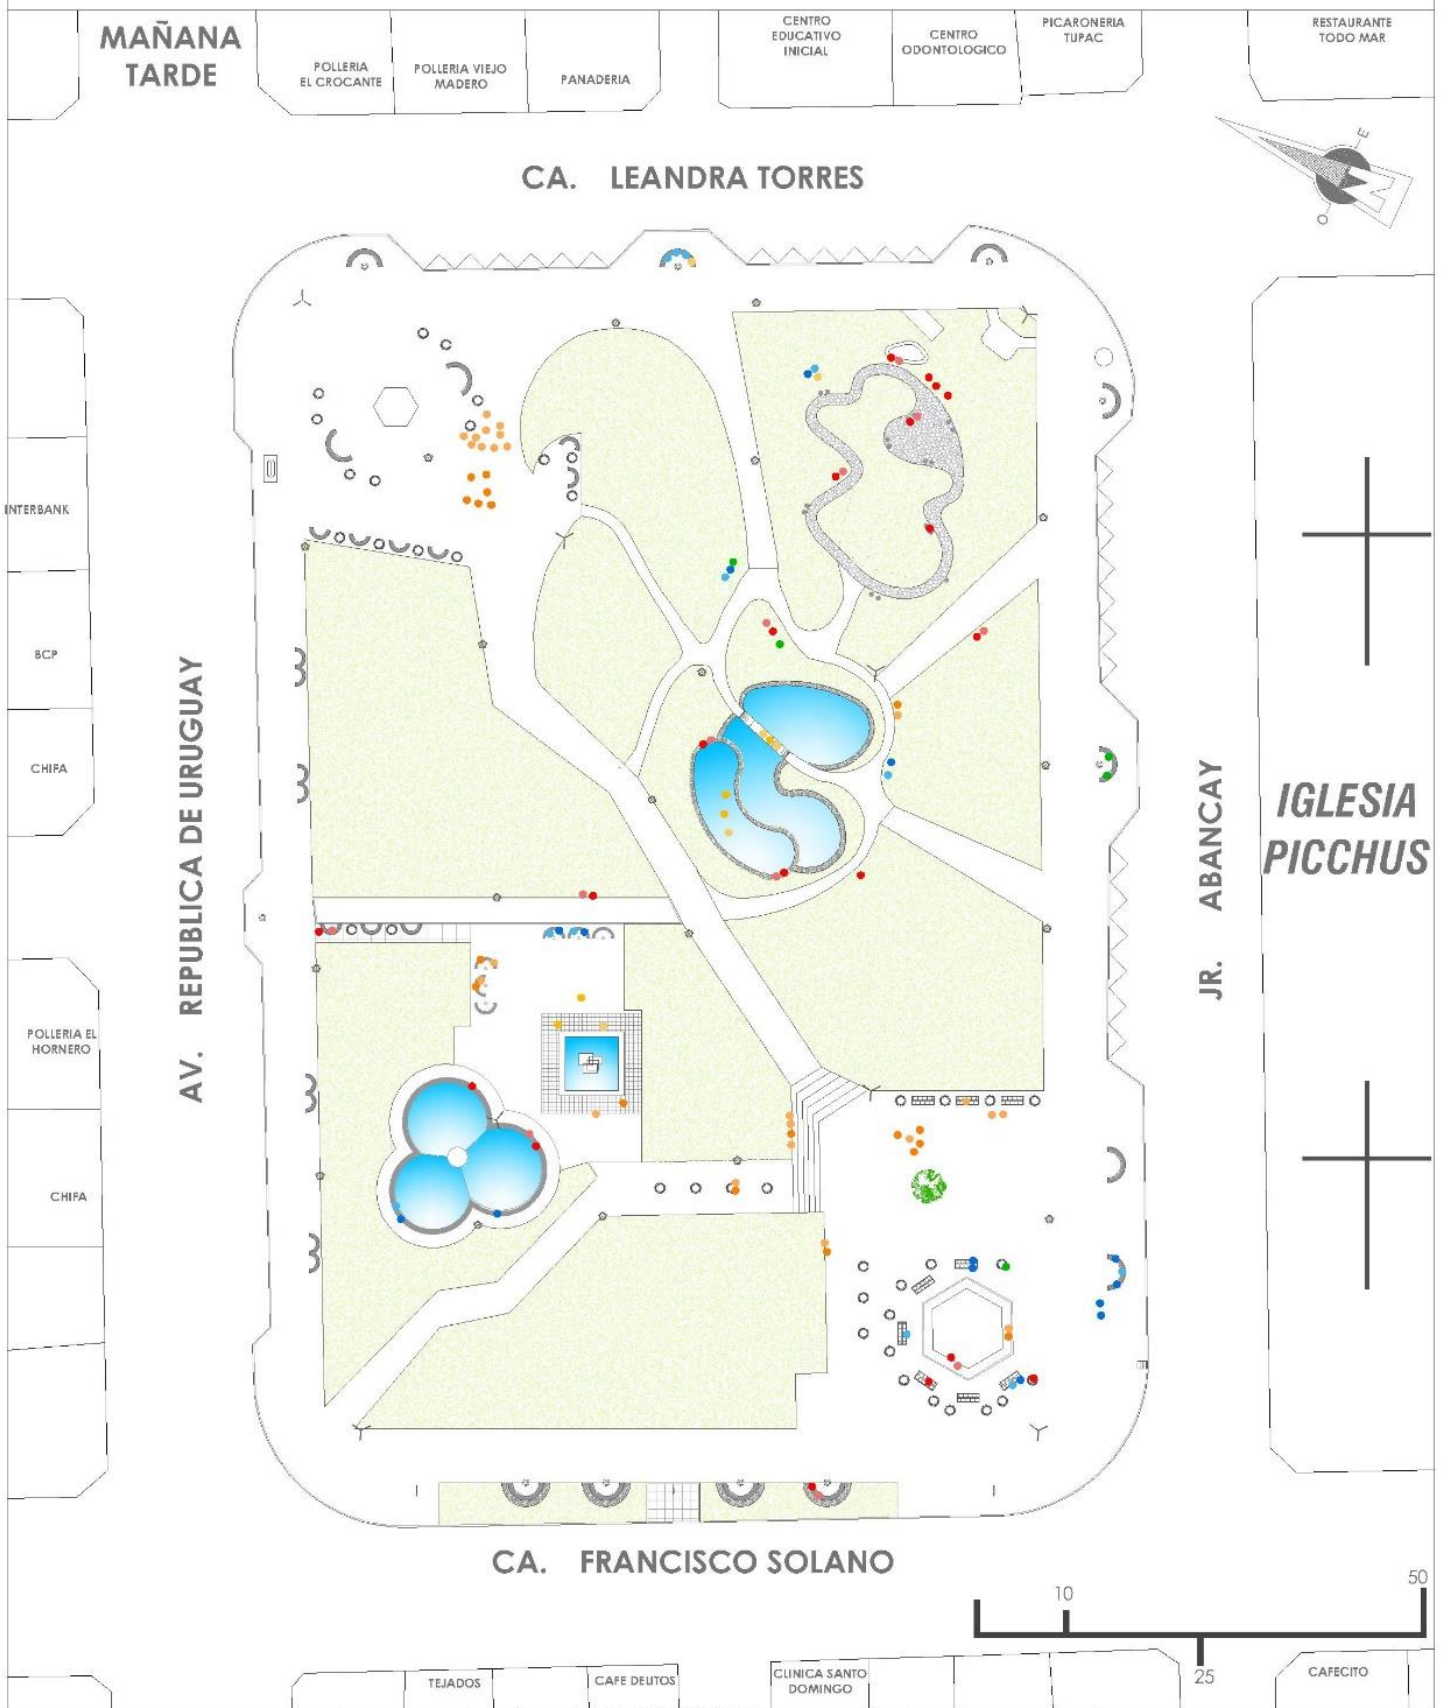 MAÑANA
TARDE
POLLERIA
EL CROCANTE
POLLERIA VIEJO
MADERO
PANADERIA
CENTRO
EDUCATIVO
INICIAL
CENTRO
ODONTOLOGICO
PICARONERIA
TUPAC
RESTAURANTE
TODO MAR
CA. LEANDRA TORRES
E
N
O
INTERBANK
BCP
CHIFA
AV. REPUBLICA DE URUGUAY
JR. ABANCAY
IGLESIA
PICCHUS
POLLERIA EL
HORNERO
CHIFA
CA. FRANCISCO SOLANO
10
50
25
TEJADOS
CAFE DELITOS
CLINICA SANTO
DOMINGO
CAFECITO